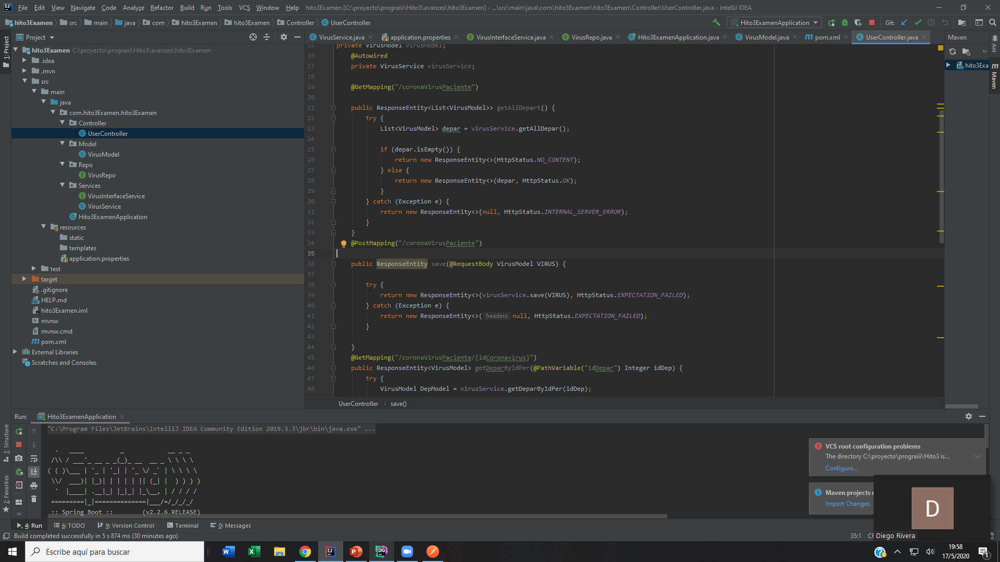 File Edit View Navigate Code Analyze Refactor Build Run Tools VCS Window Help hito3Examen [C:\proyecto\prograiii\Hito3\avanzes\hito3Examen] - ...\src\main\java\com\hito3Examen\hito3Examen\Controller\UserController.java - IntelliJ IDEA
hito3Examen src main java com hito3Examen hito3Examen Controller UserController Hito3ExamenApplication Git:
Project VirusService.java application.properties VirusInterfaceService.java VirusRepo.java Hito3ExamenApplication.java VirusModel.java pom.xml UserController.java Maven
1: Project
Ant
Maven
hito3Exa
hito3Examen C:\proyecto\prograiii\Hito3\avanzes\hito3Examen
.idea
.mvn
src
main
java
com.hito3Examen.hito3Examen
Controller
UserController
Model
VirusModel
Repo
VirusRepo
Services
VirusInterfaceService
VirusService
Hito3ExamenApplication
resources
static
templates
application.properties
test
target
.gitignore
HELP.md
hito3Examen.iml
mvnw
mvnw.cmd
pom.xml
External Libraries
Scratches and Consoles
15 private VirusModel virusModel;
16 @Autowired
17 private VirusService virusService;
18
19 @GetMapping("/coronaVirusPaciente")
20
21 public ResponseEntity<List<VirusModel>> getAllDepart() {
22 try {
23 List<VirusModel> depar = virusService.getAllDepar();
24
25 if (depar.isEmpty()) {
26 return new ResponseEntity<>(HttpStatus.NO_CONTENT);
27 } else {
28 return new ResponseEntity<>(depar, HttpStatus.OK);
29 }
30 } catch (Exception e) {
31 return new ResponseEntity<>(null, HttpStatus.INTERNAL_SERVER_ERROR);
32 }
33 }
34 @PostMapping("/coronaVirusPaciente")
35
36 public ResponseEntity save(@RequestBody VirusModel VIRUS) {
37
38 try {
39 return new ResponseEntity<>(virusService.save(VIRUS), HttpStatus.EXPECTATION_FAILED);
40 } catch (Exception e) {
41 return new ResponseEntity<>( headers: null, HttpStatus.EXPECTATION_FAILED);
42 }
43
44 }
45 @GetMapping("/coronaVirusPaciente/{idCoronavirus}")
46 public ResponseEntity<VirusModel> getDeparByIdPer(@PathVariable("idDepar") Integer idDep) {
47 try {
48 VirusModel DepModel = virusService.getDeparByIdPer(idDep);
UserController save()
Run: Hito3ExamenApplication
7: Structure
2: Favorites
"C:\Program Files\JetBrains\IntelliJ IDEA Community Edition 2019.3.3\jbr\bin\java.exe" ...
  .   ____          _            __ _ _
 /\\ / ___'_ __ _ _(_)_ __  __ _ \ \ \ \
( ( )\___ | '_ | '_| | '_ \/ _` | \ \ \ \
 \\/  ___)| |_)| | | | | || (_| |  ) ) ) )
  '  |____| .__|_| |_|_| |_\__, | / / / /
 =========|_|==============|___/=/_/_/_/
 :: Spring Boot ::        (v2.2.6.RELEASE)
VCS root configuration problems
The directory C:\proyecto\prograiii\Hito3 is...
Configure...
Maven projects
Import Changes
D
Diego Rivera
4: Run 6: TODO 9: Version Control Terminal 0: Messages
Build completed successfully in 5 s 874 ms (30 minutes ago) 35:1
Escribe aquí para buscar
19:58
17/5/2020